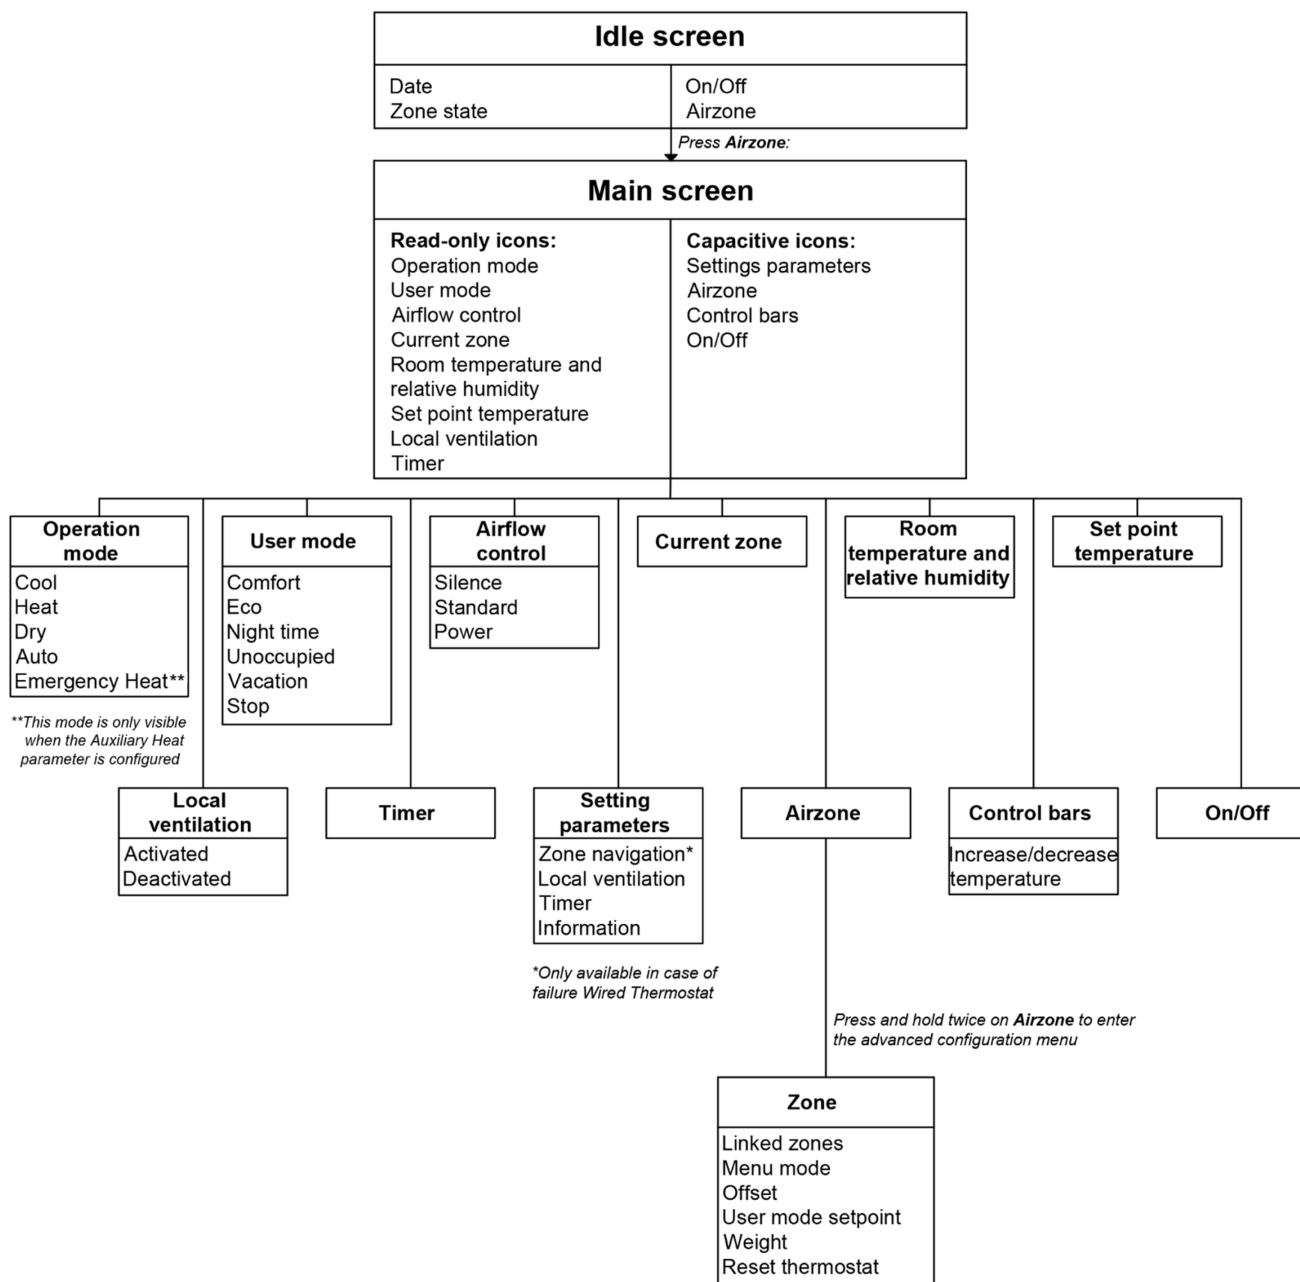 Idle screen
Date
Zone state
On/Off
Airzone
Press Airzone:
Main screen
Read-only icons:
Operation mode
User mode
Airflow control
Current zone
Room temperature and
relative humidity
Set point temperature
Local ventilation
Timer
Capacitive icons:
Settings parameters
Airzone
Control bars
On/Off
Operation
mode
Cool
Heat
Dry
Auto
Emergency Heat**
**This mode is only visible
when the Auxiliary Heat
parameter is configured
User mode
Comfort
Eco
Night time
Unoccupied
Vacation
Stop
Airflow
control
Silence
Standard
Power
Current zone
Room
temperature and
relative humidity
Set point
temperature
Local
ventilation
Activated
Deactivated
Timer
Setting
parameters
Zone navigation*
Local ventilation
Timer
Information
*Only available in case of
failure Wired Thermostat
Airzone
Control bars
Increase/decrease
temperature
On/Off
Press and hold twice on Airzone to enter
the advanced configuration menu
Zone
Linked zones
Menu mode
Offset
User mode setpoint
Weight
Reset thermostat